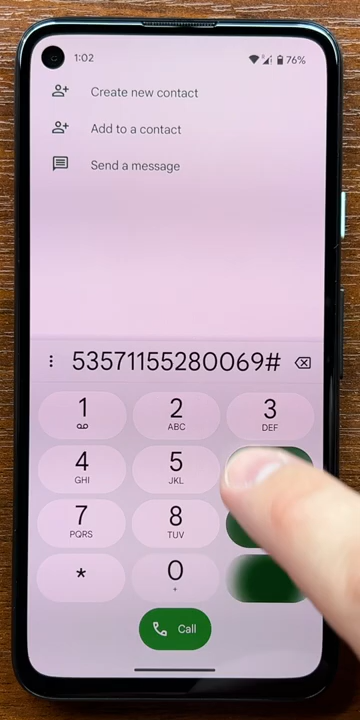 1:02
76%
Create new contact
Add to a contact
Send a message
53571155280069#
1
2
ABC
3
DEF
4
GHI
5
JKL
7
PQRS
8
TUV
*
0
+
Call